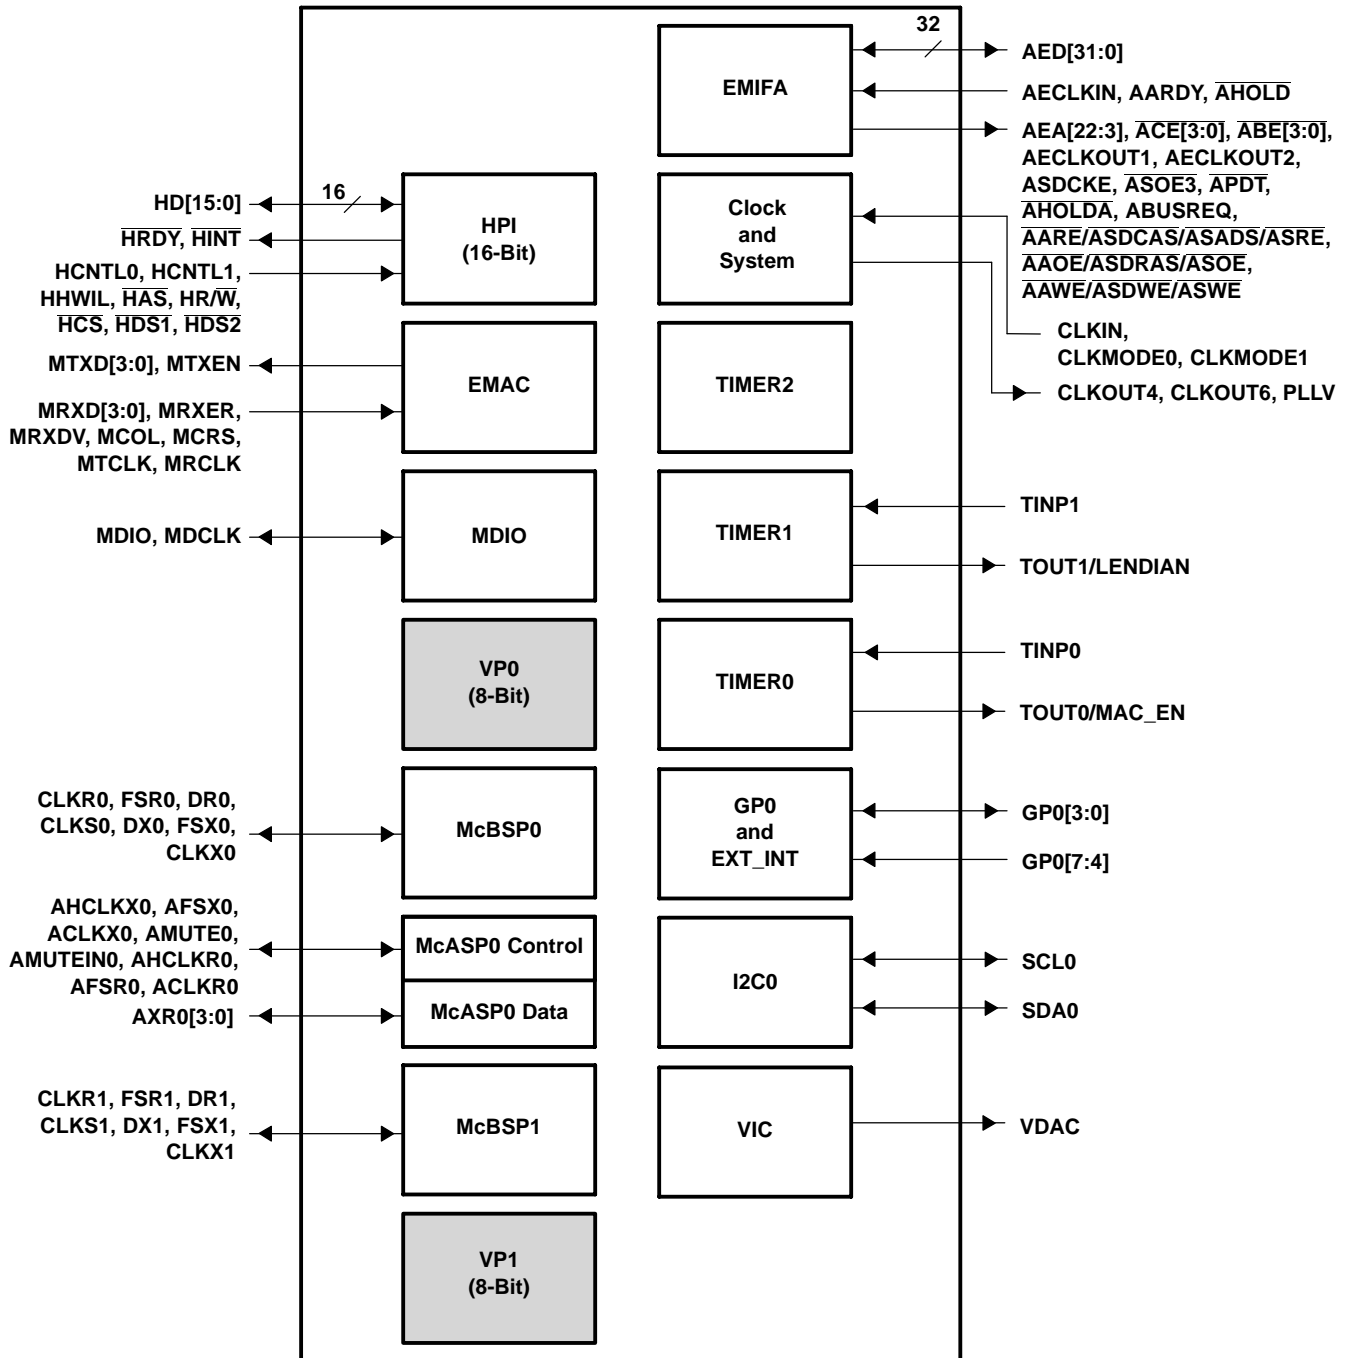 32
EMIFA
AED[31:0]
AECLKIN, AARDY, AHOLD
AEA[22:3], ACE[3:0], ABE[3:0],
AECLKOUT1, AECLKOUT2,
ASDCKE, ASOE3, APDT,
AHOLDA, ABUSREQ,
AARE/ASDCAS/ASADS/ASRE,
AAOE/ASDRAS/ASOE,
AAWE/ASDWE/ASWE
HD[15:0]
16
HRDY, HINT
HCNTL0, HCNTL1,
HHWIL, HAS, HR/W,
HCS, HDS1, HDS2
HPI
(16-Bit)
Clock
and
System
CLKIN,
CLKMODE0, CLKMODE1
CLKOUT4, CLKOUT6, PLLV
MTXD[3:0], MTXEN
MRXD[3:0], MRXER,
MRXDV, MCOL, MCRS,
MTCLK, MRCLK
EMAC
TIMER2
MDIO, MDCLK
MDIO
TIMER1
TINP1
TOUT1/LENDIAN
VP0
(8-Bit)
TIMER0
TINP0
TOUT0/MAC_EN
CLKR0, FSR0, DR0,
CLKS0, DX0, FSX0,
CLKX0
McBSP0
GP0
and
EXT_INT
GP0[3:0]
GP0[7:4]
AHCLKX0, AFSX0,
ACLKX0, AMUTE0,
AMUTEIN0, AHCLKR0,
AFSR0, ACLKR0
AXR0[3:0]
McASP0 Control
McASP0 Data
I2C0
SCL0
SDA0
CLKR1, FSR1, DR1,
CLKS1, DX1, FSX1,
CLKX1
McBSP1
VIC
VDAC
VP1
(8-Bit)